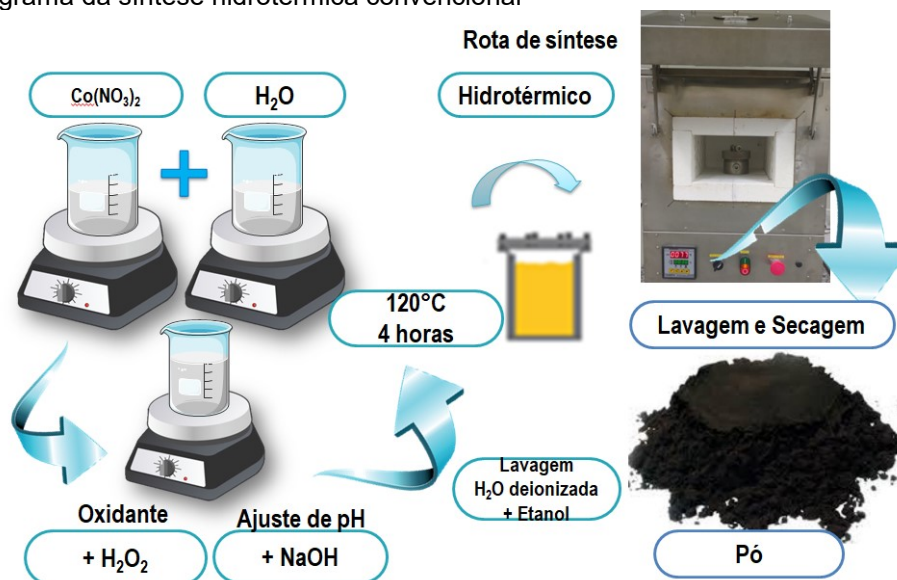 grama da síntese hidrotérmica convencional
Rota de síntese
Co(NO₃)₂
H₂O
Hidrotérmico
120°C
4 horas
Lavagem e Secagem
Lavagem
H₂O deionizada
+ Etanol
Oxidante
+ H₂O₂
Ajuste de pH
+ NaOH
Pó